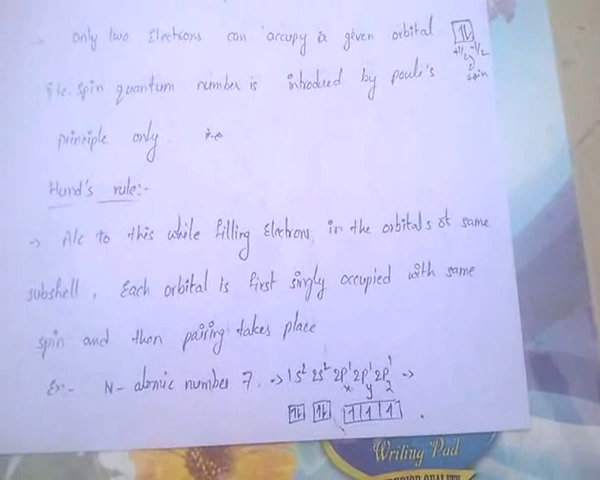 → only two Electrons can occupy a given orbital
+1/2 -1/2
spin
spin quantum number is introduced by pouli's
principle only.
Hund's rule:-
→ A/c to this while filling Electrons, in the orbitals of same
subshell, Each orbital is first singly occupied with same
spin and then pairing takes place
Ex:- N- atomic number 7. → 1s² 2s² 2p¹x 2p¹y 2p¹z →
Writing Pad